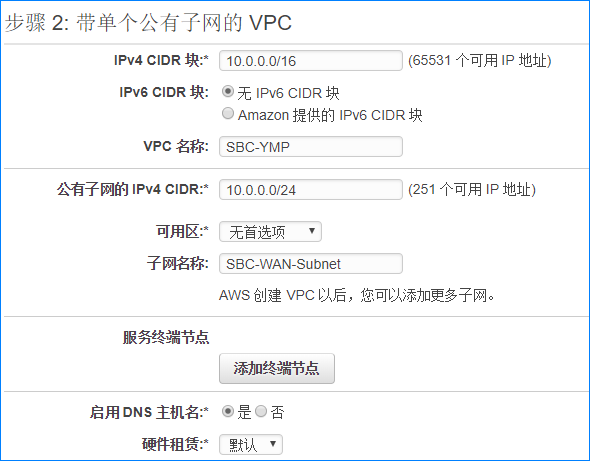 步骤 2: 带单个公有子网的 VPC
IPv4 CIDR 块:* 10.0.0.0/16 (65531 个可用 IP 地址)
IPv6 CIDR 块: 无 IPv6 CIDR 块
Amazon 提供的 IPv6 CIDR 块
VPC 名称: SBC-YMP
公有子网的 IPv4 CIDR:* 10.0.0.0/24 (251 个可用 IP 地址)
可用区:* 无首选项
子网名称: SBC-WAN-Subnet
AWS 创建 VPC 以后，您可以添加更多子网。
服务终端节点
添加终端节点
启用 DNS 主机名:* 是 否
硬件租赁:* 默认